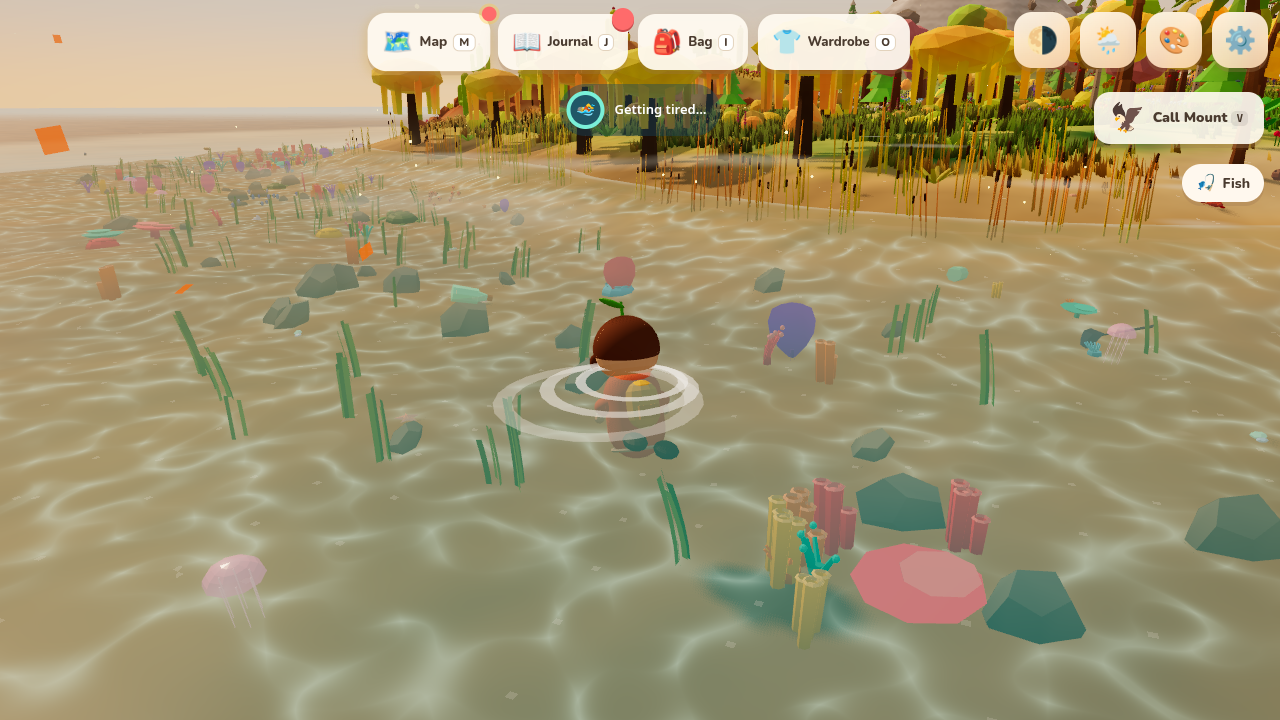 Map M
Journal J
Bag I
Wardrobe O
Getting tired...
Call Mount V
Fish